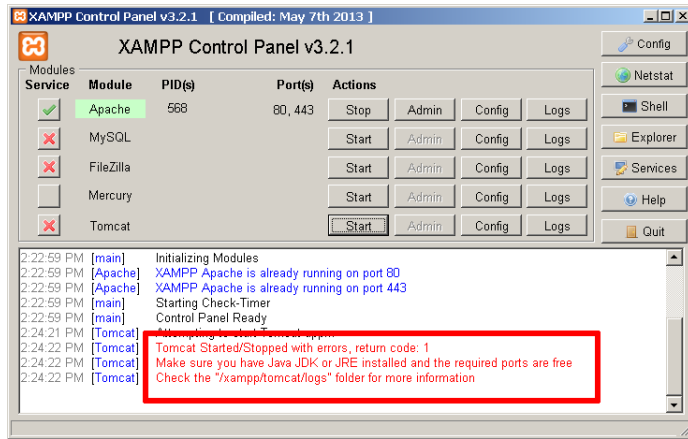 XAMPP Control Panel v3.2.1 [ Compiled: May 7th 2013 ]
XAMPP Control Panel v3.2.1
Config
Modules
Service Module PID(s) Port(s) Actions
Netstat
Apache 568 80, 443 Stop Admin Config Logs
Shell
MySQL Start Admin Config Logs
Explorer
FileZilla Start Admin Config Logs
Services
Mercury Start Admin Config Logs
Help
Tomcat Start Admin Config Logs
Quit
2:22:59 PM [main] Initializing Modules
2:22:59 PM [Apache] XAMPP Apache is already running on port 80
2:22:59 PM [Apache] XAMPP Apache is already running on port 443
2:22:59 PM [main] Starting Check-Timer
2:22:59 PM [main] Control Panel Ready
2:24:21 PM [Tomcat]
2:24:22 PM [Tomcat] Tomcat Started/Stopped with errors, return code: 1
2:24:22 PM [Tomcat] Make sure you have Java JDK or JRE installed and the required ports are free
2:24:22 PM [Tomcat] Check the "/xampp/tomcat/logs" folder for more information